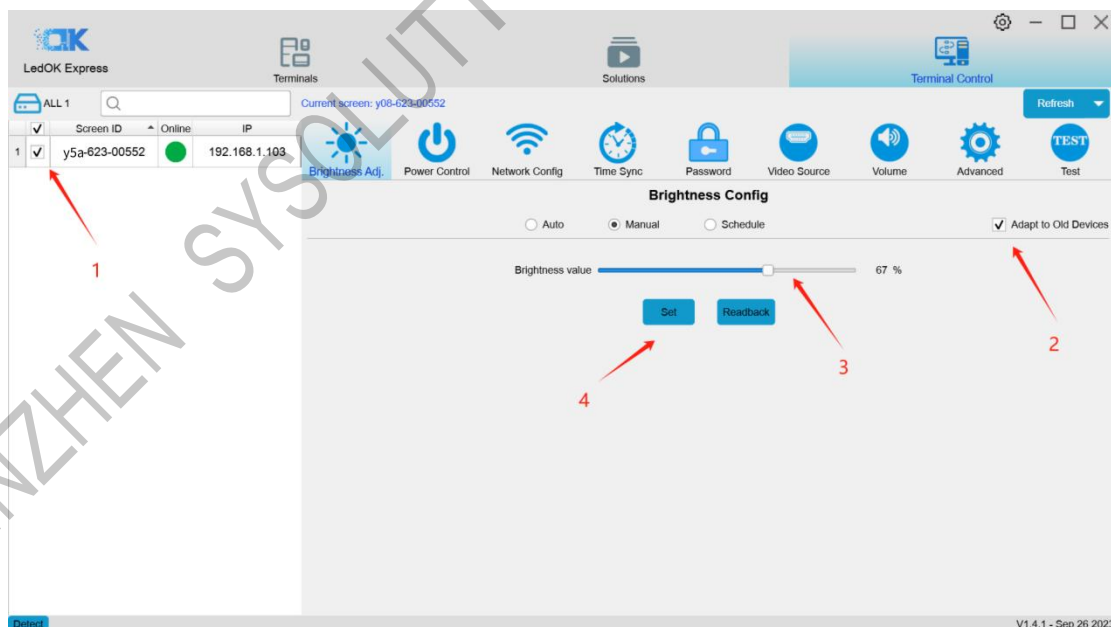 LedOK Express
Terminals
Solutions
Terminal Control
ALL 1
Current screen: y08-623-00552
Refresh
Screen ID Online IP
1 y5a-623-00552 192.168.1.103
Brightness Adj. Power Control Network Config Time Sync Password Video Source Volume Advanced TEST Test
Brightness Config
Auto Manual Schedule Adapt to Old Devices
Brightness value 67 %
Set Readback
1
2
3
4
Detect V1.4.1 - Sep 26 2023
NZHEN SYSOLUT